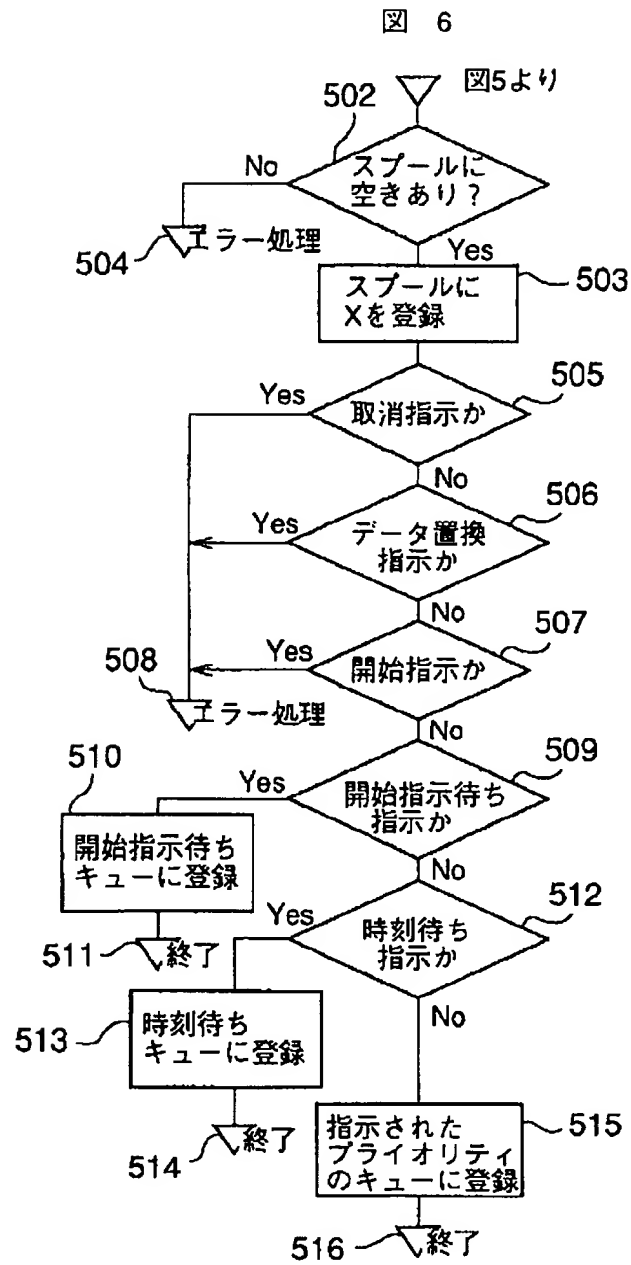 図 6
図5より
502
スプールに
空きあり?
No
504
エラー処理
Yes
スプールに
Xを登録
503
Yes
取消指示か
505
No
506
Yes
データ置換
指示か
No
507
Yes
開始指示か
508
エラー処理
No
509
510
Yes
開始指示待ち
指示か
開始指示待ち
キューに登録
No
512
511
終了
Yes
時刻待ち
指示か
513
時刻待ち
キューに登録
No
514
終了
指示された
プライオリティ
のキューに登録
515
516
終了